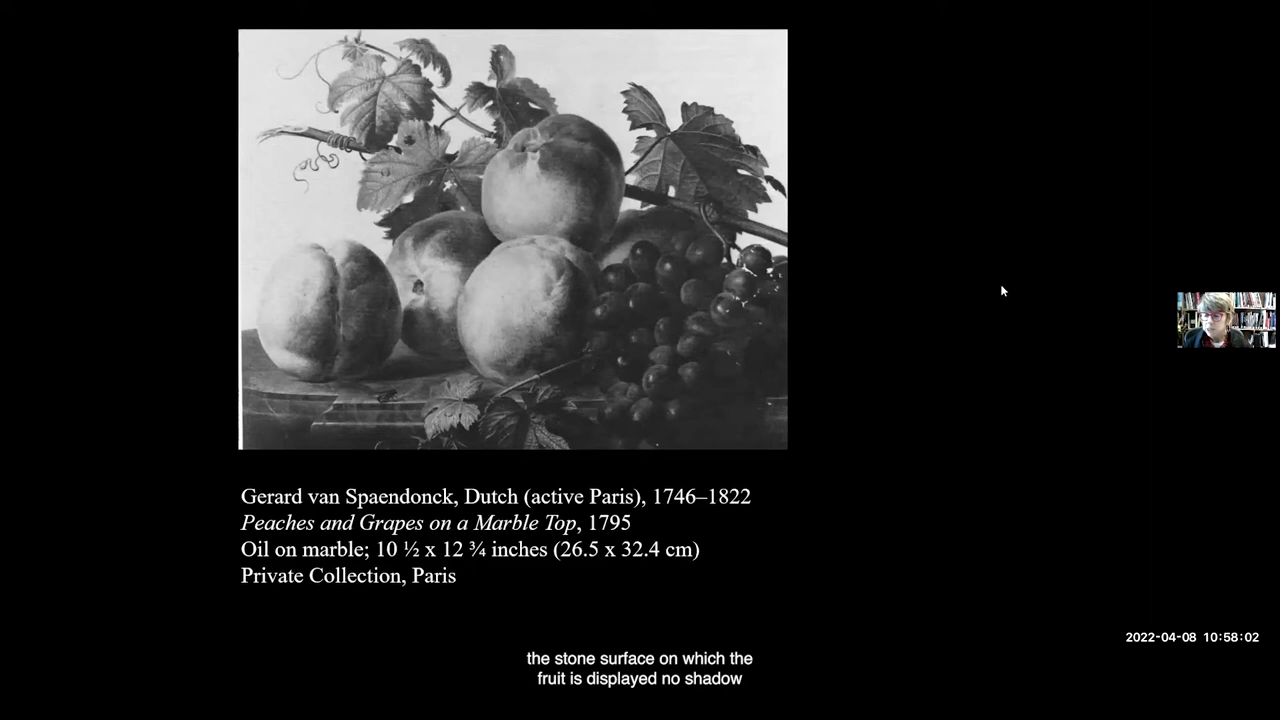 Gerard van Spaendonck, Dutch (active Paris), 1746–1822
Peaches and Grapes on a Marble Top, 1795
Oil on marble; 10 ½ x 12 ¾ inches (26.5 x 32.4 cm)
Private Collection, Paris
2022-04-08 10:58:02
the stone surface on which the
fruit is displayed no shadow